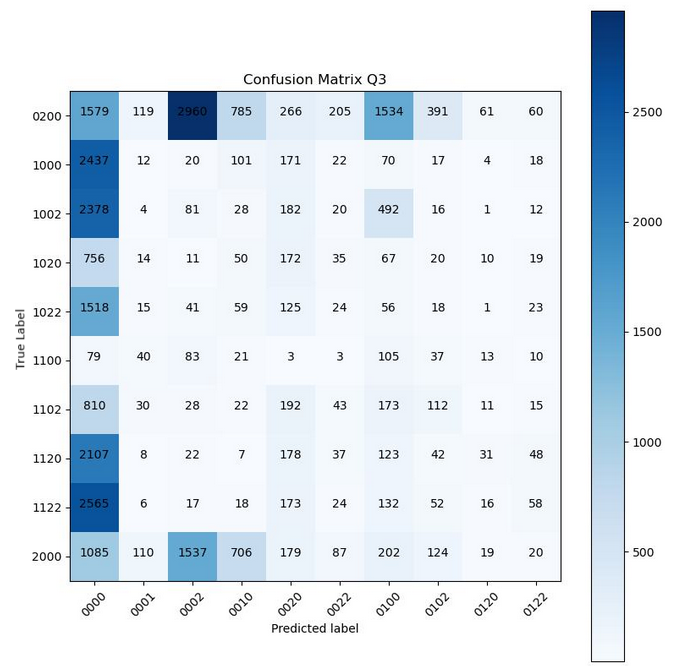 Confusion Matrix Q3
0200 1579 119 2960 785 266 205 1534 391 61 60
1000 2437 12 20 101 171 22 70 17 4 18
1002 2378 4 81 28 182 20 492 16 1 12
1020 756 14 11 50 172 35 67 20 10 19
1022 1518 15 41 59 125 24 56 18 1 23
1100 79 40 83 21 3 3 105 37 13 10
1102 810 30 28 22 192 43 173 112 11 15
1120 2107 8 22 7 178 37 123 42 31 48
1122 2565 6 17 18 173 24 132 52 16 58
2000 1085 110 1537 706 179 87 202 124 19 20
0000 0001 0002 0010 0020 0022 0100 0102 0120 0122
Predicted label
True Label
2500
2000
1500
1000
500